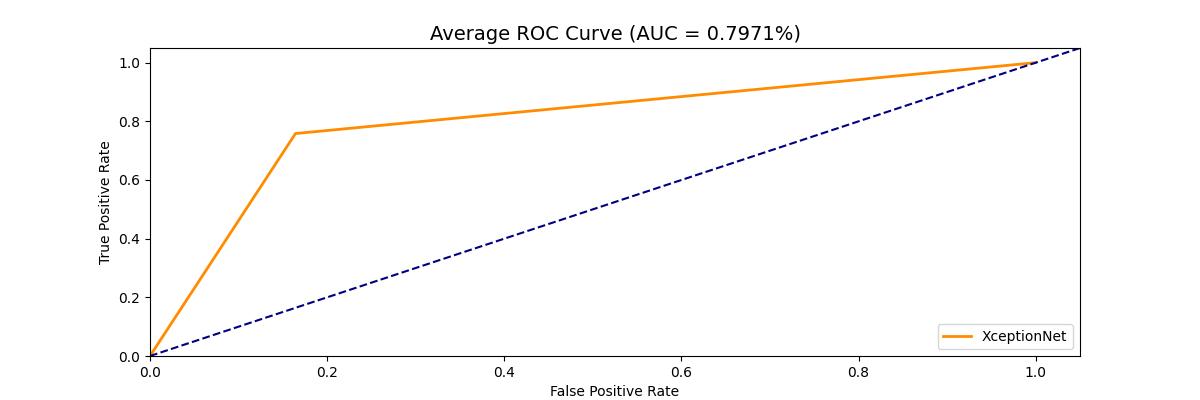 Average ROC Curve (AUC = 0.7971%)
1.0
0.8
0.6
0.4
0.2
0.0
True Positive Rate
XceptionNet
0.0 0.2 0.4 0.6 0.8 1.0
False Positive Rate